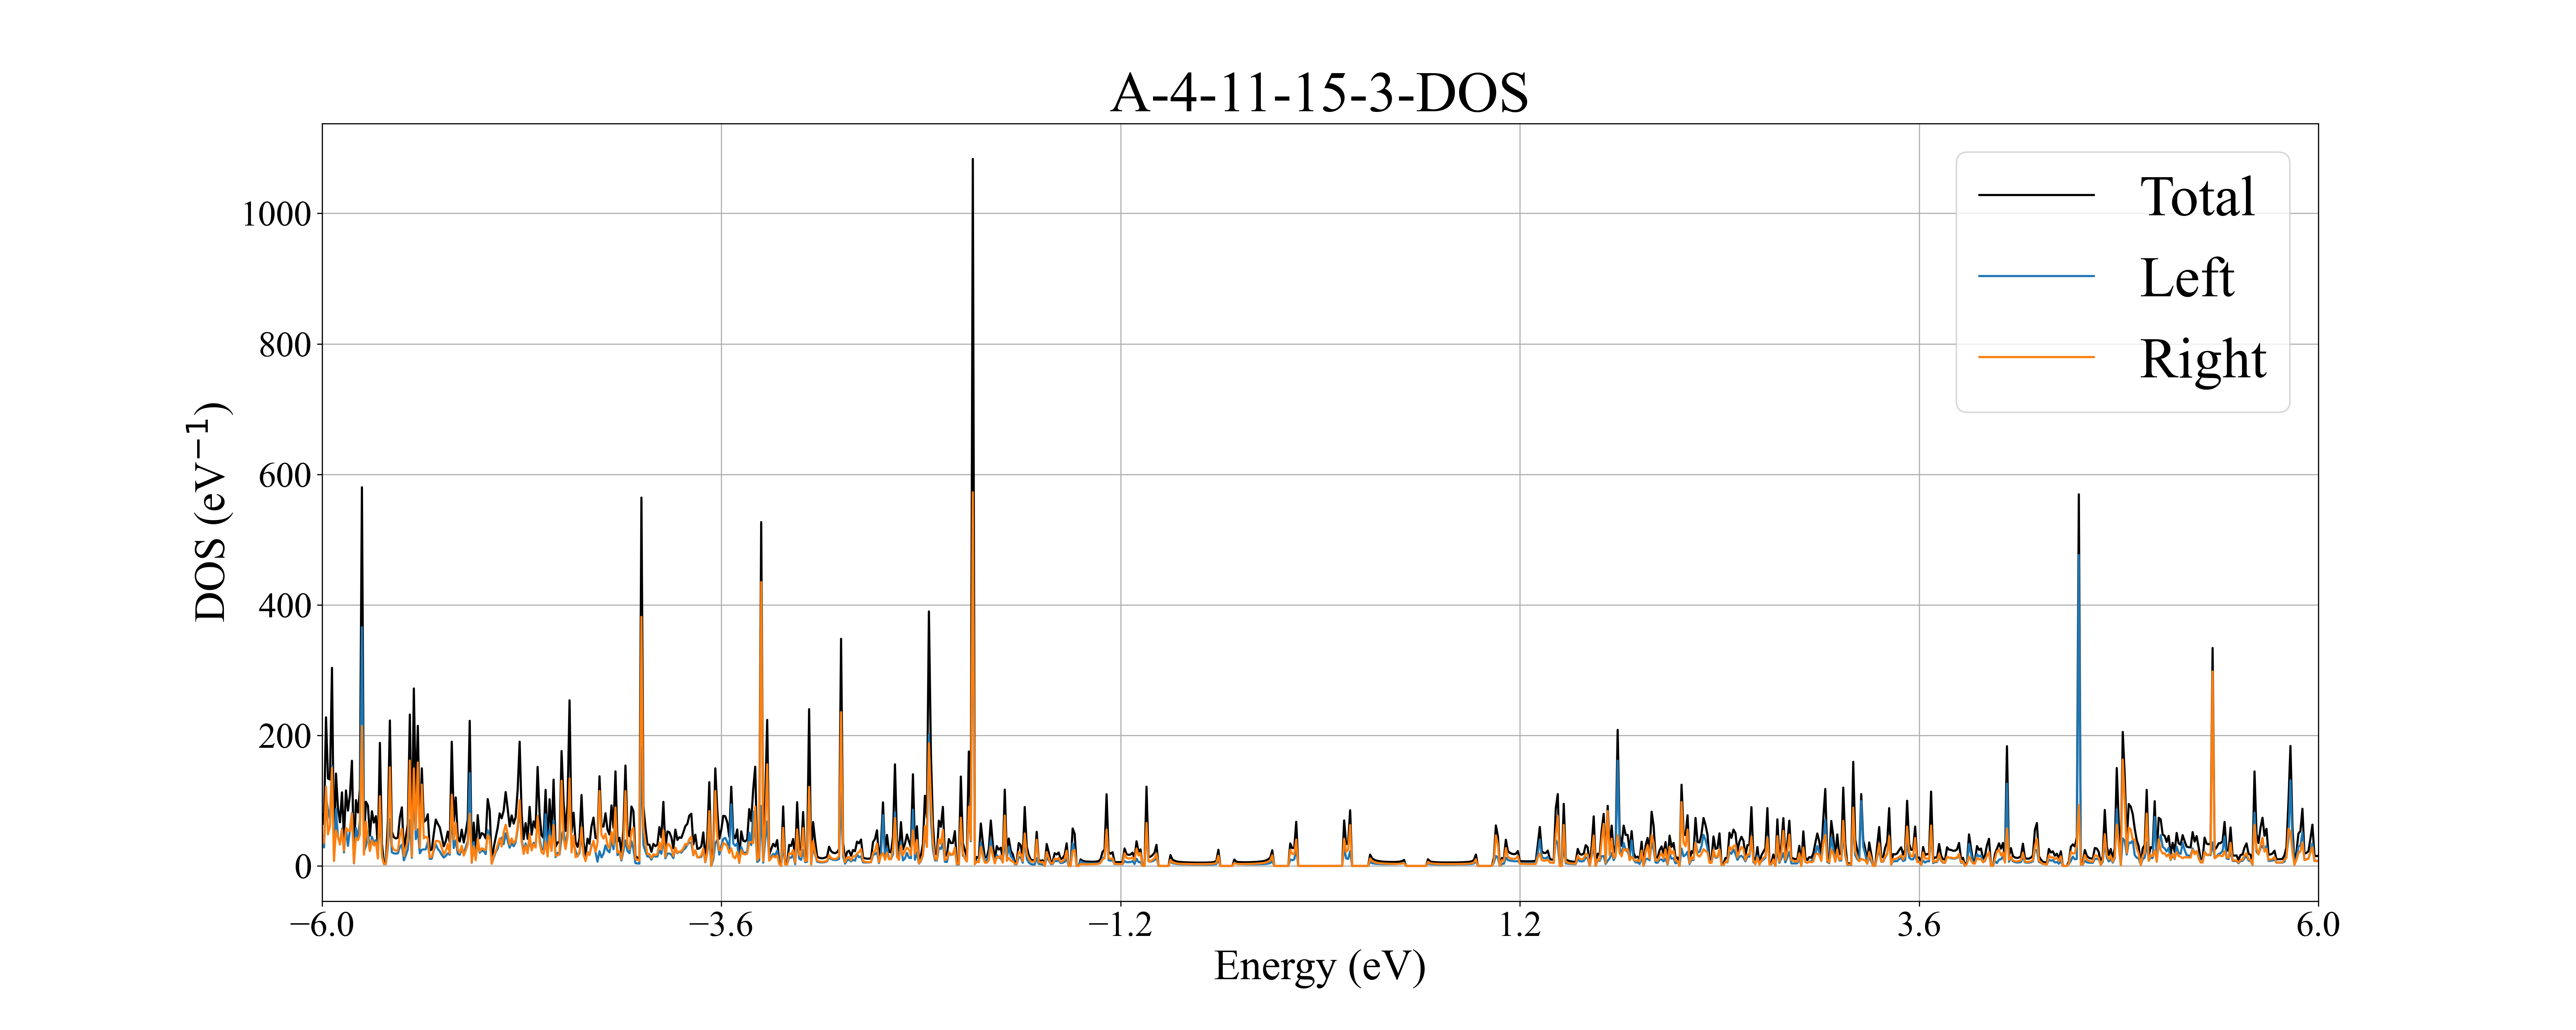 A-4-11-15-3-DOS
Total
Left
Right
DOS (eV⁻¹)
1000
800
600
400
200
0
−6.0
−3.6
−1.2
1.2
3.6
6.0
Energy (eV)